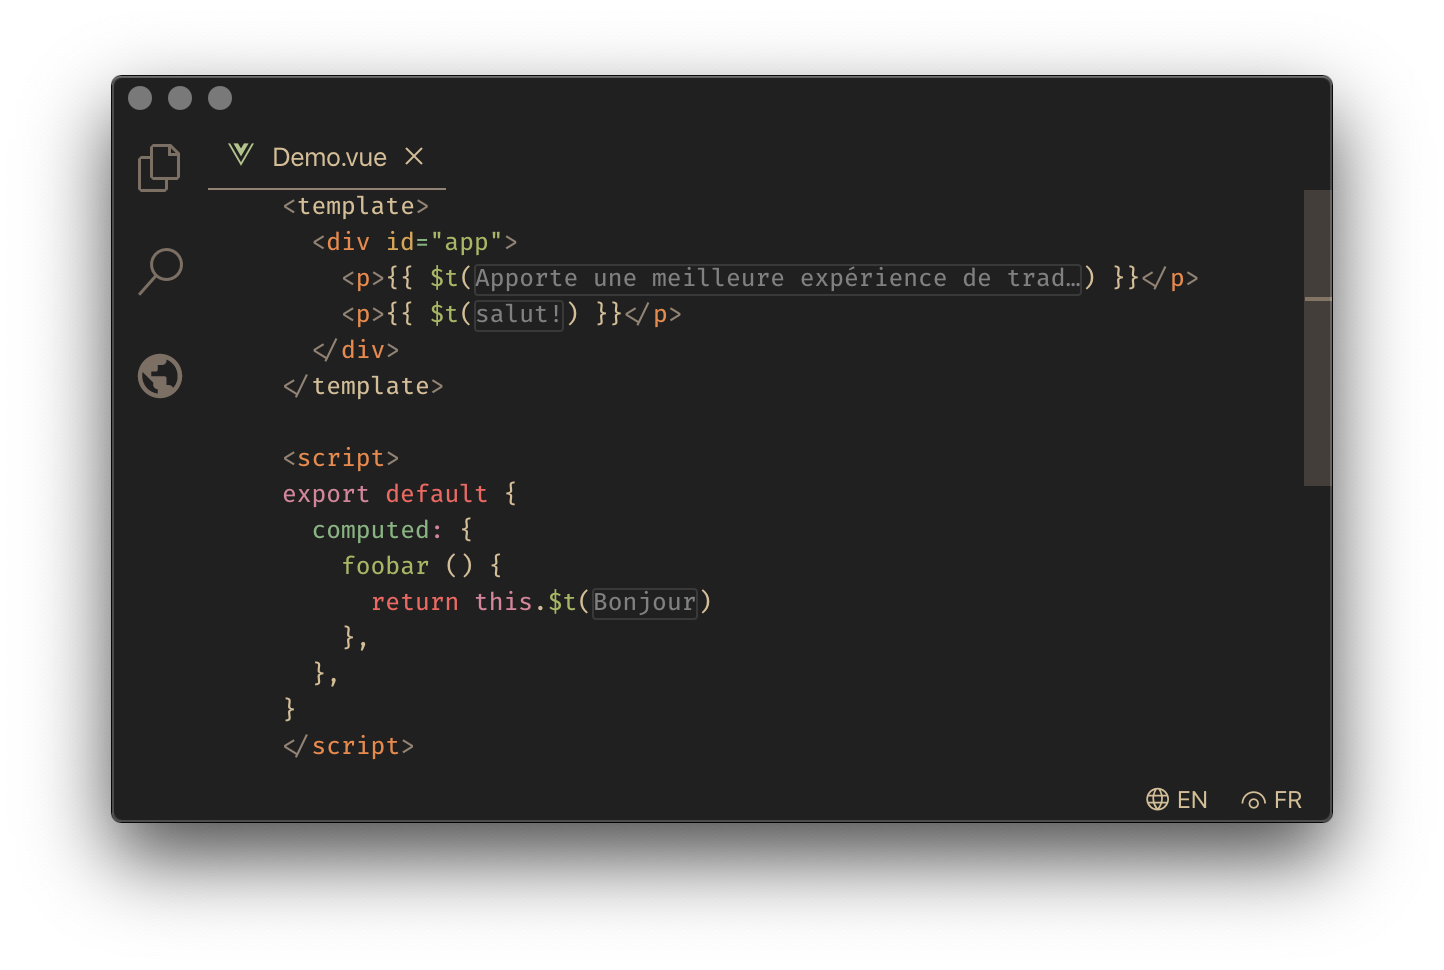 Demo.vue
<template>
<div id="app">
<p>{{ $t(Apporte une meilleure expérience de trad…) }}</p>
<p>{{ $t(salut!) }}</p>
</div>
</template>
<script>
export default {
computed: {
foobar () {
return this.$t(Bonjour)
},
},
}
</script>
EN FR